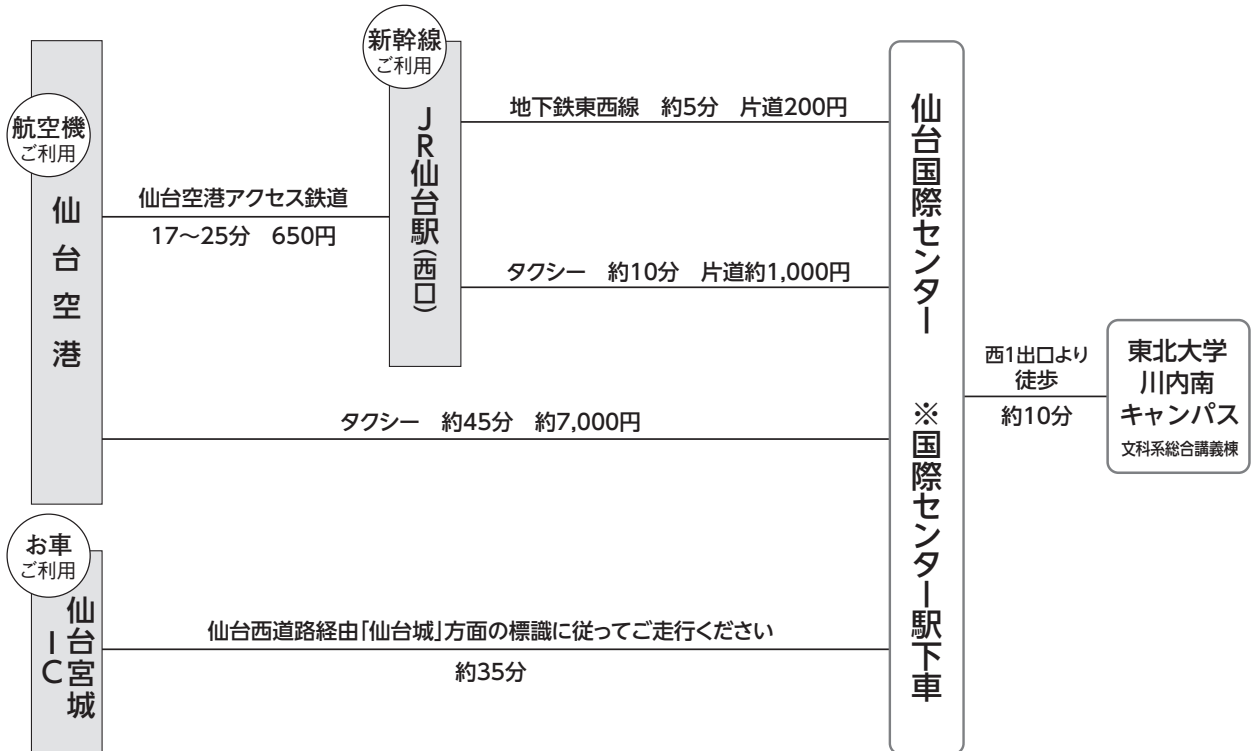 航空機
ご利用
仙台空港
仙台空港アクセス鉄道
17〜25分　650円
新幹線
ご利用
JR仙台駅（西口）
地下鉄東西線　約5分　片道200円
タクシー　約10分　片道約1,000円
タクシー　約45分　約7,000円
お車
ご利用
仙台宮城
IC
仙台西道路経由「仙台城」方面の標識に従ってご走行ください
約35分
仙台国際センター　※国際センター駅下車
西1出口より
徒歩
約10分
東北大学
川内南
キャンパス
文科系総合講義棟